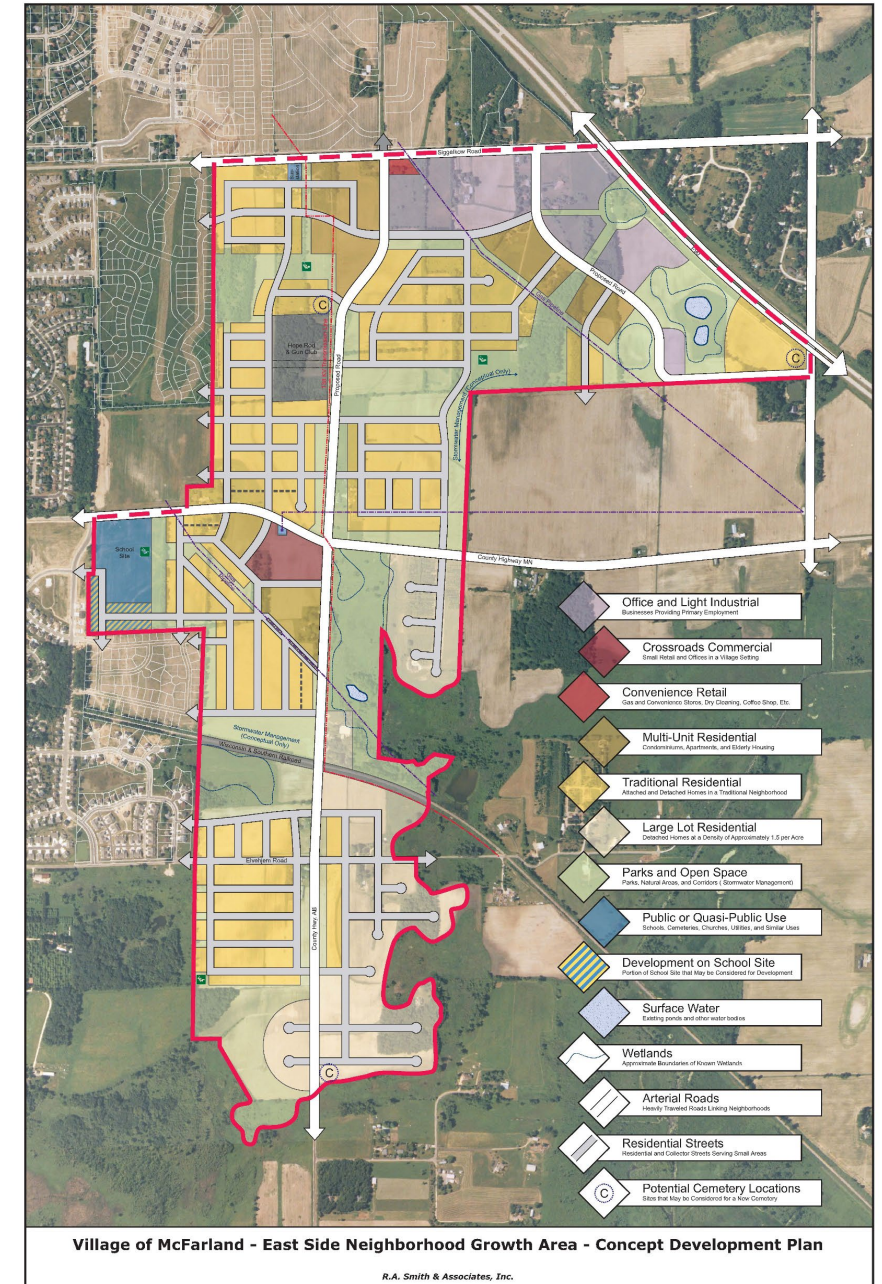 Siggelkow Road
Proposed Road
Gas Pipeline
C
Hope Rod
& Gun Club
Proposed Road
C
Stormwater Management (Conceptual Only)
School
Site
County Highway MN
Stormwater Management
(Conceptual Only)
Wisconsin & Southern Railroad
Elvehjem Road
County Hwy. AB
C
Office and Light Industrial
Businesses Providing Primary Employment
Crossroads Commercial
Small Retail and Offices in a Village Setting
Convenience Retail
Gas and Convenience Stores, Dry Cleaning, Coffee Shop, Etc.
Multi-Unit Residential
Condominiums, Apartments, and Elderly Housing
Traditional Residential
Attached and Detached Homes in a Traditional Neighborhood
Large Lot Residential
Detached Homes at a Density of Approximately 1.5 per Acre
Parks and Open Space
Parks, Natural Areas, and Corridors ( Stormwater Management)
Public or Quasi-Public Use
Schools, Cemeteries, Churches, Utilities, and Similar Uses
Development on School Site
Portion of School Site that May be Considered for Development
Surface Water
Existing ponds and other water bodies
Wetlands
Approximate Boundaries of Known Wetlands
Arterial Roads
Heavily Traveled Roads Linking Neighborhoods
Residential Streets
Residential and Collector Streets Serving Small Areas
C
Potential Cemetery Locations
Sites that May be Considered for a New Cemetery
Village of McFarland - East Side Neighborhood Growth Area - Concept Development Plan
R.A. Smith & Associates, Inc.